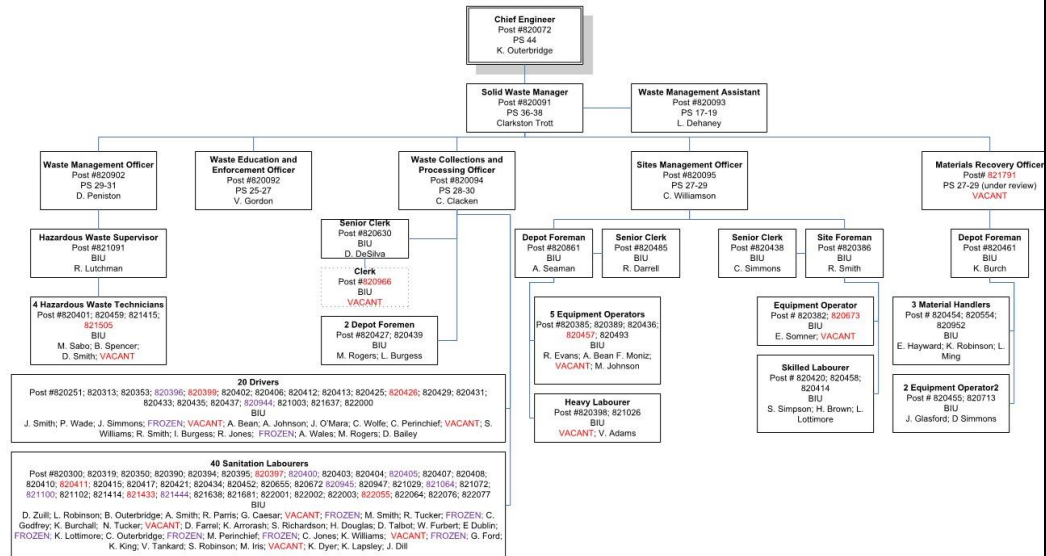 Chief Engineer
Post #820072
PS 44
K. Outerbridge
Solid Waste Manager
Post #820091
PS 36-38
Clarkston Trott
Waste Management Assistant
Post #820093
PS 17-19
L. Dehaney
Waste Management Officer
Post #820902
PS 29-31
D. Peniston
Waste Education and
Enforcement Officer
Post #820092
PS 25-27
V. Gordon
Waste Collections and
Processing Officer
Post #820094
PS 28-30
C. Clacken
Sites Management Officer
Post #820095
PS 27-29
C. Williamson
Materials Recovery Officer
Post# 821791
PS 27-29 (under review)
VACANT
Hazardous Waste Supervisor
Post #821091
BIU
R. Lutchman
4 Hazardous Waste Technicians
Post #820401; 820459; 821415;
821505
BIU
M. Sabo; B. Spencer;
D. Smith; VACANT
Senior Clerk
Post #820630
BIU
D. DeSilva
Clerk
Post #820966
BIU
VACANT
2 Depot Foremen
Post #820427; 820439
BIU
M. Rogers; L. Burgess
20 Drivers
Post #820251; 820313; 820353; 820396; 820399; 820402; 820406; 820412; 820413; 820425; 820426; 820429; 820431;
820433; 820435; 820437; 820944; 821003; 821637; 822000
BIU
J. Smith; P. Wade; J. Simmons; FROZEN; VACANT; A. Bean; A. Johnson; J. O'Mara; C. Wolfe; C. Perinchief; VACANT; S.
Williams; R. Smith; I. Burgess; R. Jones; FROZEN; A. Wales; M. Rogers; D. Bailey
40 Sanitation Labourers
Post #820300; 820319; 820350; 820390; 820394; 820395; 820397; 820400; 820403; 820404; 820405; 820407; 820408;
820410; 820411; 820415; 820417; 820421; 820434; 820452; 820655; 820672 820945; 820947; 821029; 821064; 821072;
821100; 821102; 821414; 821433; 821444; 821638; 821681; 822001; 822002; 822003; 822055; 822064; 822076; 822077
BIU
D. Zuill; L. Robinson; B. Outerbridge; A. Smith; R. Parris; G. Caesar; VACANT; FROZEN; M. Smith; R. Tucker; FROZEN; C.
Godfrey; K. Burchall; N. Tucker; VACANT; D. Farrel; K. Arrorash; S. Richardson; H. Douglas; D. Talbot; W. Furbert; E Dublin;
FROZEN; K. Lottimore; C. Outerbridge; FROZEN; M. Perinchief; FROZEN; C. Jones; K. Williams; VACANT; FROZEN; G. Ford;
K. King; V. Tankard; S. Robinson; M. Iris; VACANT; K. Dyer; K. Lapsley; J. Dill
Depot Foreman
Post #820861
BIU
A. Seaman
Senior Clerk
Post #820485
BIU
R. Darrell
5 Equipment Operators
Post #820385; 820389; 820436;
820457; 820493
BIU
R. Evans; A. Bean F. Moniz;
VACANT; M. Johnson
Heavy Labourer
Post #820398; 821026
BIU
VACANT; V. Adams
Senior Clerk
Post #820438
BIU
C. Simmons
Site Foreman
Post #820386
BIU
R. Smith
Equipment Operator
Post # 820382; 820673
BIU
E. Somner; VACANT
Skilled Labourer
Post # 820420; 820458;
820414
BIU
S. Simpson; H. Brown; L.
Lottimore
Depot Foreman
Post #820461
BIU
K. Burch
3 Material Handlers
Post #820454; 820554;
820952
BIU
E. Hayward; K. Robinson; L.
Ming
2 Equipment Operator2
Post # 820455; 820713
BIU
J. Glasford; D Simmons